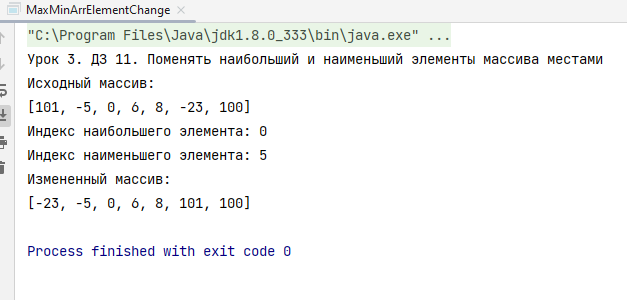 MaxMinArrElementChange
"C:\Program Files\Java\jdk1.8.0_333\bin\java.exe" ...
Урок 3. ДЗ 11. Поменять наибольший и наименьший элементы массива местами
Исходный массив:
[101, -5, 0, 6, 8, -23, 100]
Индекс наибольшего элемента: 0
Индекс наименьшего элемента: 5
Измененный массив:
[-23, -5, 0, 6, 8, 101, 100]
Process finished with exit code 0